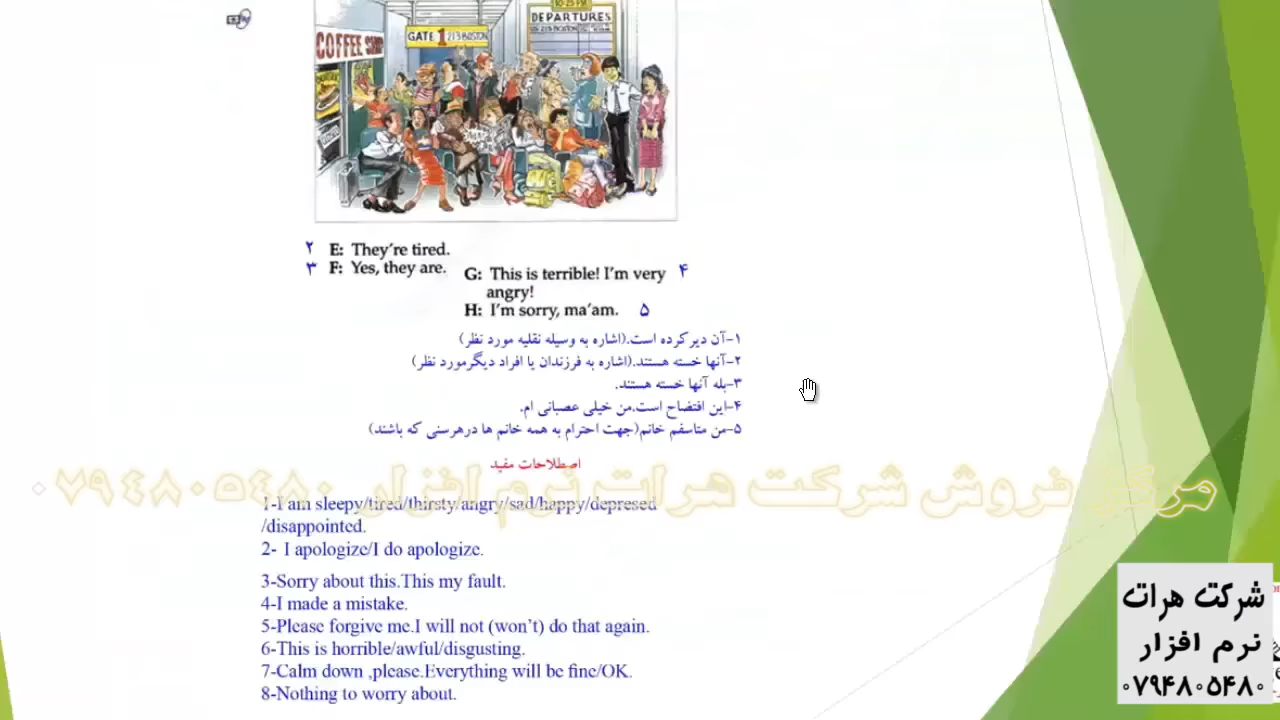 COFFEE SHOP
GATE 1 213 BOSTON
10:25 PM
DEPARTURES
۲ E: They're tired.
۳ F: Yes, they are.
G: This is terrible! I'm very ۴
angry!
H: I'm sorry, ma'am. ۵
۱-آن دیرکرده است.(اشاره به وسیله نقلیه مورد نظر)
۲-آنها خسته هستند.(اشاره به فرزندان یا افراد دیگرمورد نظر)
۳-بله آنها خسته هستند.
۴-این افتضاح است.من خیلی عصبانی ام.
۵-من متاسفم خانم(جهت احترام به همه خانم ها درهرسنی که باشند)
اصطلاحات مفید
مرکز فروش شرکت هرات نرم افزار ۰۷۹۴۸۰۵۴۸۰
1-I am sleepy/tired/thirsty/angry/sad/happy/depresed
/disappointed.
2- I apologize/I do apologize.
3-Sorry about this.This my fault.
4-I made a mistake.
5-Please forgive me.I will not (won't) do that again.
6-This is horrible/awful/disgusting.
7-Calm down ,please.Everything will be fine/OK.
8-Nothing to worry about.
شرکت هرات
نرم افزار
۰۷۹۴۸۰۵۴۸۰